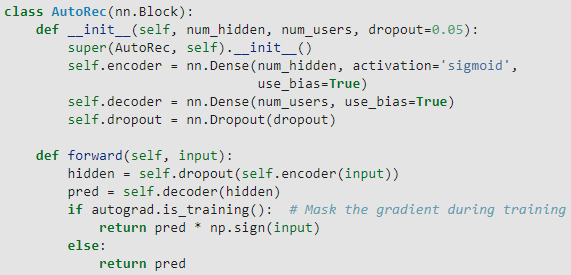 class AutoRec(nn.Block):
    def __init__(self, num_hidden, num_users, dropout=0.05):
        super(AutoRec, self).__init__()
        self.encoder = nn.Dense(num_hidden, activation='sigmoid',
                                use_bias=True)
        self.decoder = nn.Dense(num_users, use_bias=True)
        self.dropout = nn.Dropout(dropout)

    def forward(self, input):
        hidden = self.dropout(self.encoder(input))
        pred = self.decoder(hidden)
        if autograd.is_training():  # Mask the gradient during training
            return pred * np.sign(input)
        else:
            return pred